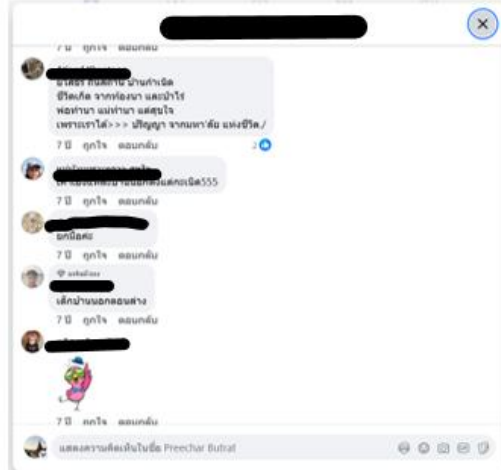 7 ปี ถูกใจ ตอบกลับ
ยโสธร ถิ่นสถาน บ้านกำเนิด
ชีวิตเกิด จากท้องนา และป่าไร่
พ่อทำนา แม่ทำนา แต่สุขใจ
เพราะเราได้>>> ปริญญา จากมหา'ลัย แห่งชีวิต./
7 ปี ถูกใจ ตอบกลับ 2
7 ปี ถูกใจ ตอบกลับ
ยกมือค่ะ
7 ปี ถูกใจ ตอบกลับ
เด็กบ้านนอกตอนล่าง
7 ปี ถูกใจ ตอบกลับ
7 ปี ถูกใจ ตอบกลับ
แสดงความคิดเห็นในชื่อ Preechar Butrat